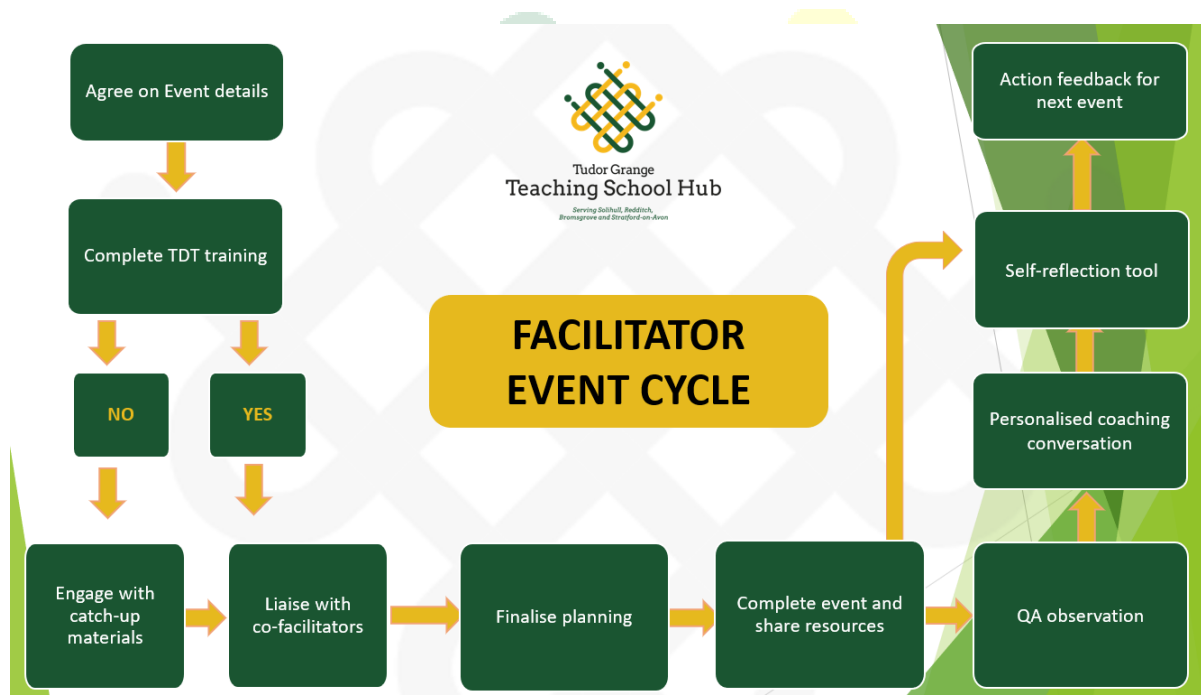 Agree on Event details
Complete TDT training
NO
YES
Engage with
catch-up
materials
Liaise with
co-facilitators
Finalise planning
Complete event and
share resources
QA observation
Personalised coaching
conversation
Self-reflection tool
Action feedback for
next event
Tudor Grange
Teaching School Hub
Serving Solihull, Redditch,
Bromsgrove and Stratford-on-Avon
FACILITATOR
EVENT CYCLE